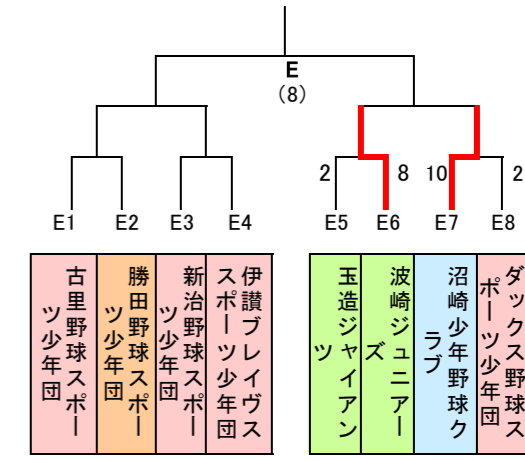 E
(8)
2 8 10 2
E1 E2 E3 E4 E5 E6 E7 E8
古里野球スポー
ツ少年団
勝田野球スポー
ツ少年団
新治野球スポー
ツ少年団
伊讃ブレイヴス
スポーツ少年団
玉造ジャイアン
ツ
波崎ジュニアー
ズ
沼崎少年野球ク
ラブ
ダックス野球ス
ポーツ少年団